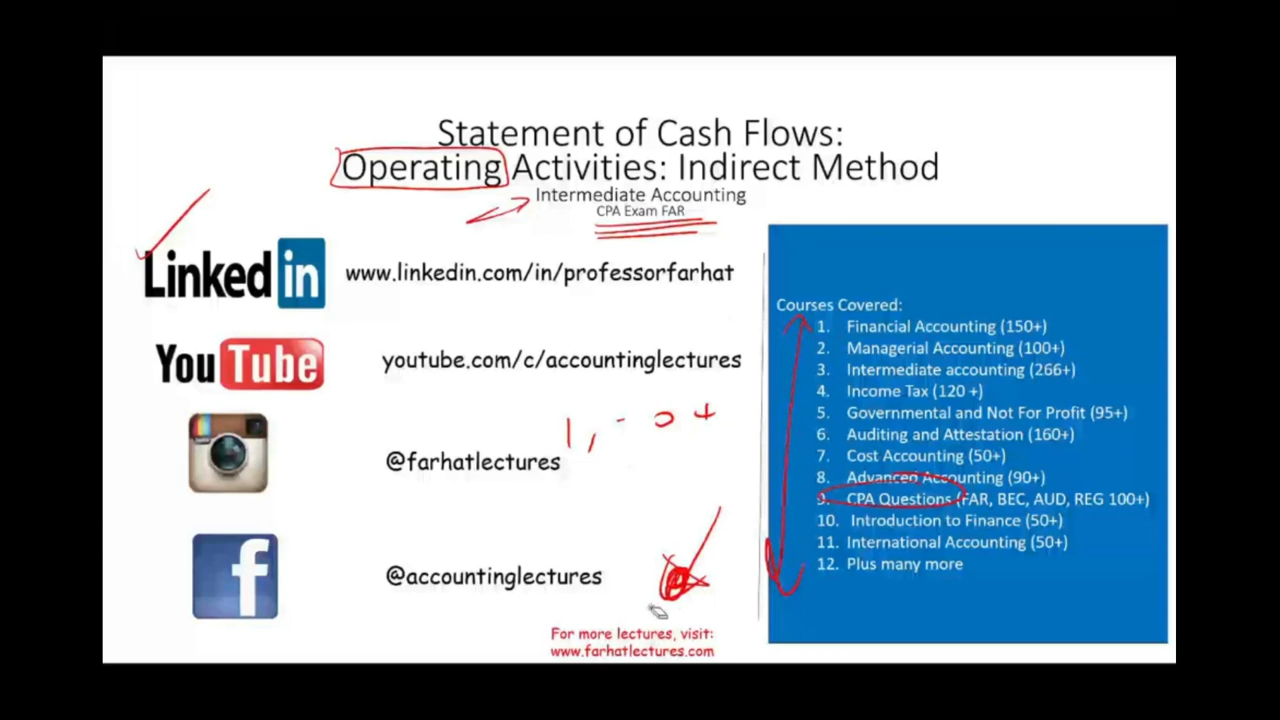 Statement of Cash Flows:
Operating Activities: Indirect Method
Intermediate Accounting
CPA Exam FAR
Linked in
www.linkedin.com/in/professorfarhat
You Tube
youtube.com/c/accountinglectures
@farhatlectures
f
@accountinglectures
For more lectures, visit:
www.farhatlectures.com
Courses Covered:
1. Financial Accounting (150+)
2. Managerial Accounting (100+)
3. Intermediate accounting (266+)
4. Income Tax (120 +)
5. Governmental and Not For Profit (95+)
6. Auditing and Attestation (160+)
7. Cost Accounting (50+)
8. Advanced Accounting (90+)
9. CPA Questions (FAR, BEC, AUD, REG 100+)
10. Introduction to Finance (50+)
11. International Accounting (50+)
12. Plus many more